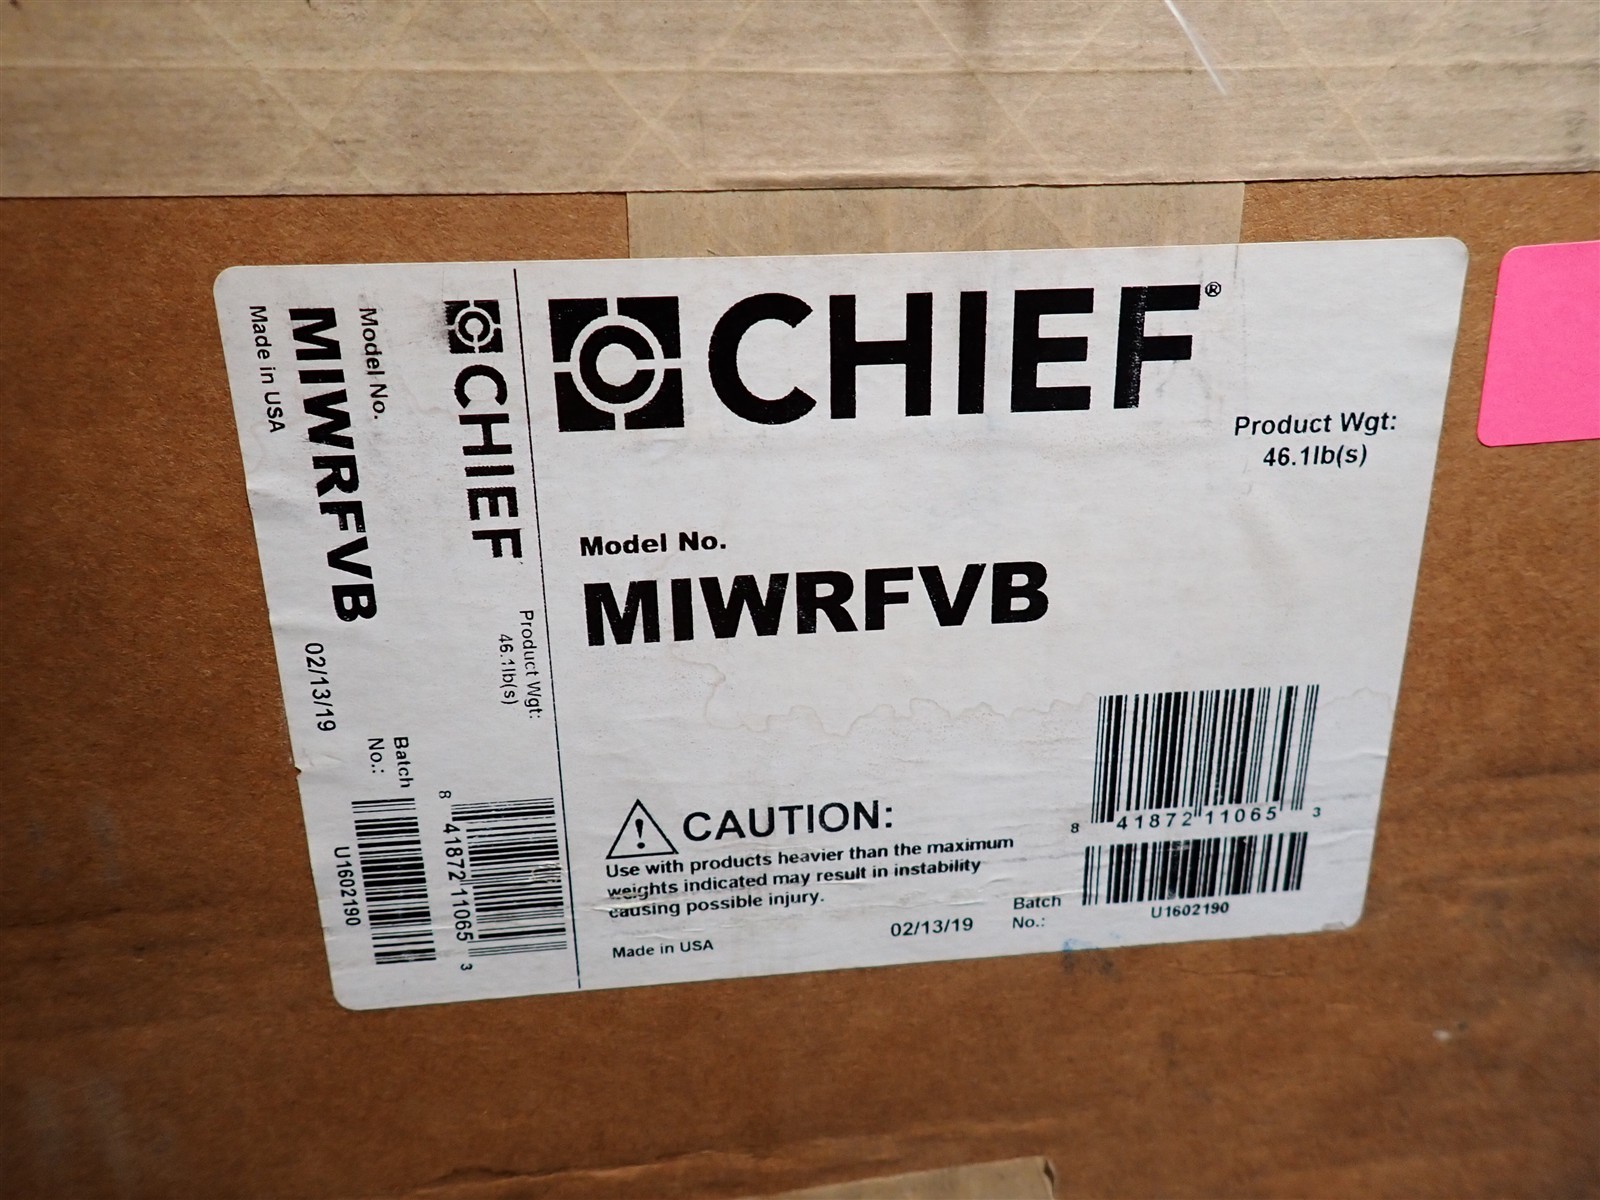 CHIEF®
Product Wgt:
46.1lb(s)
Model No.
MIWRFVB
CAUTION:
Use with products heavier than the maximum
weights indicated may result in instability
causing possible injury.
Made in USA
02/13/19
Batch
No.:
8 41872 11065 3
U1602190
CHIEF
Product Wgt:
46.1lb(s)
Model No.
MIWRFVB
Made in USA
02/13/19
Batch
No.:
8 41872 11065 3
U1602190